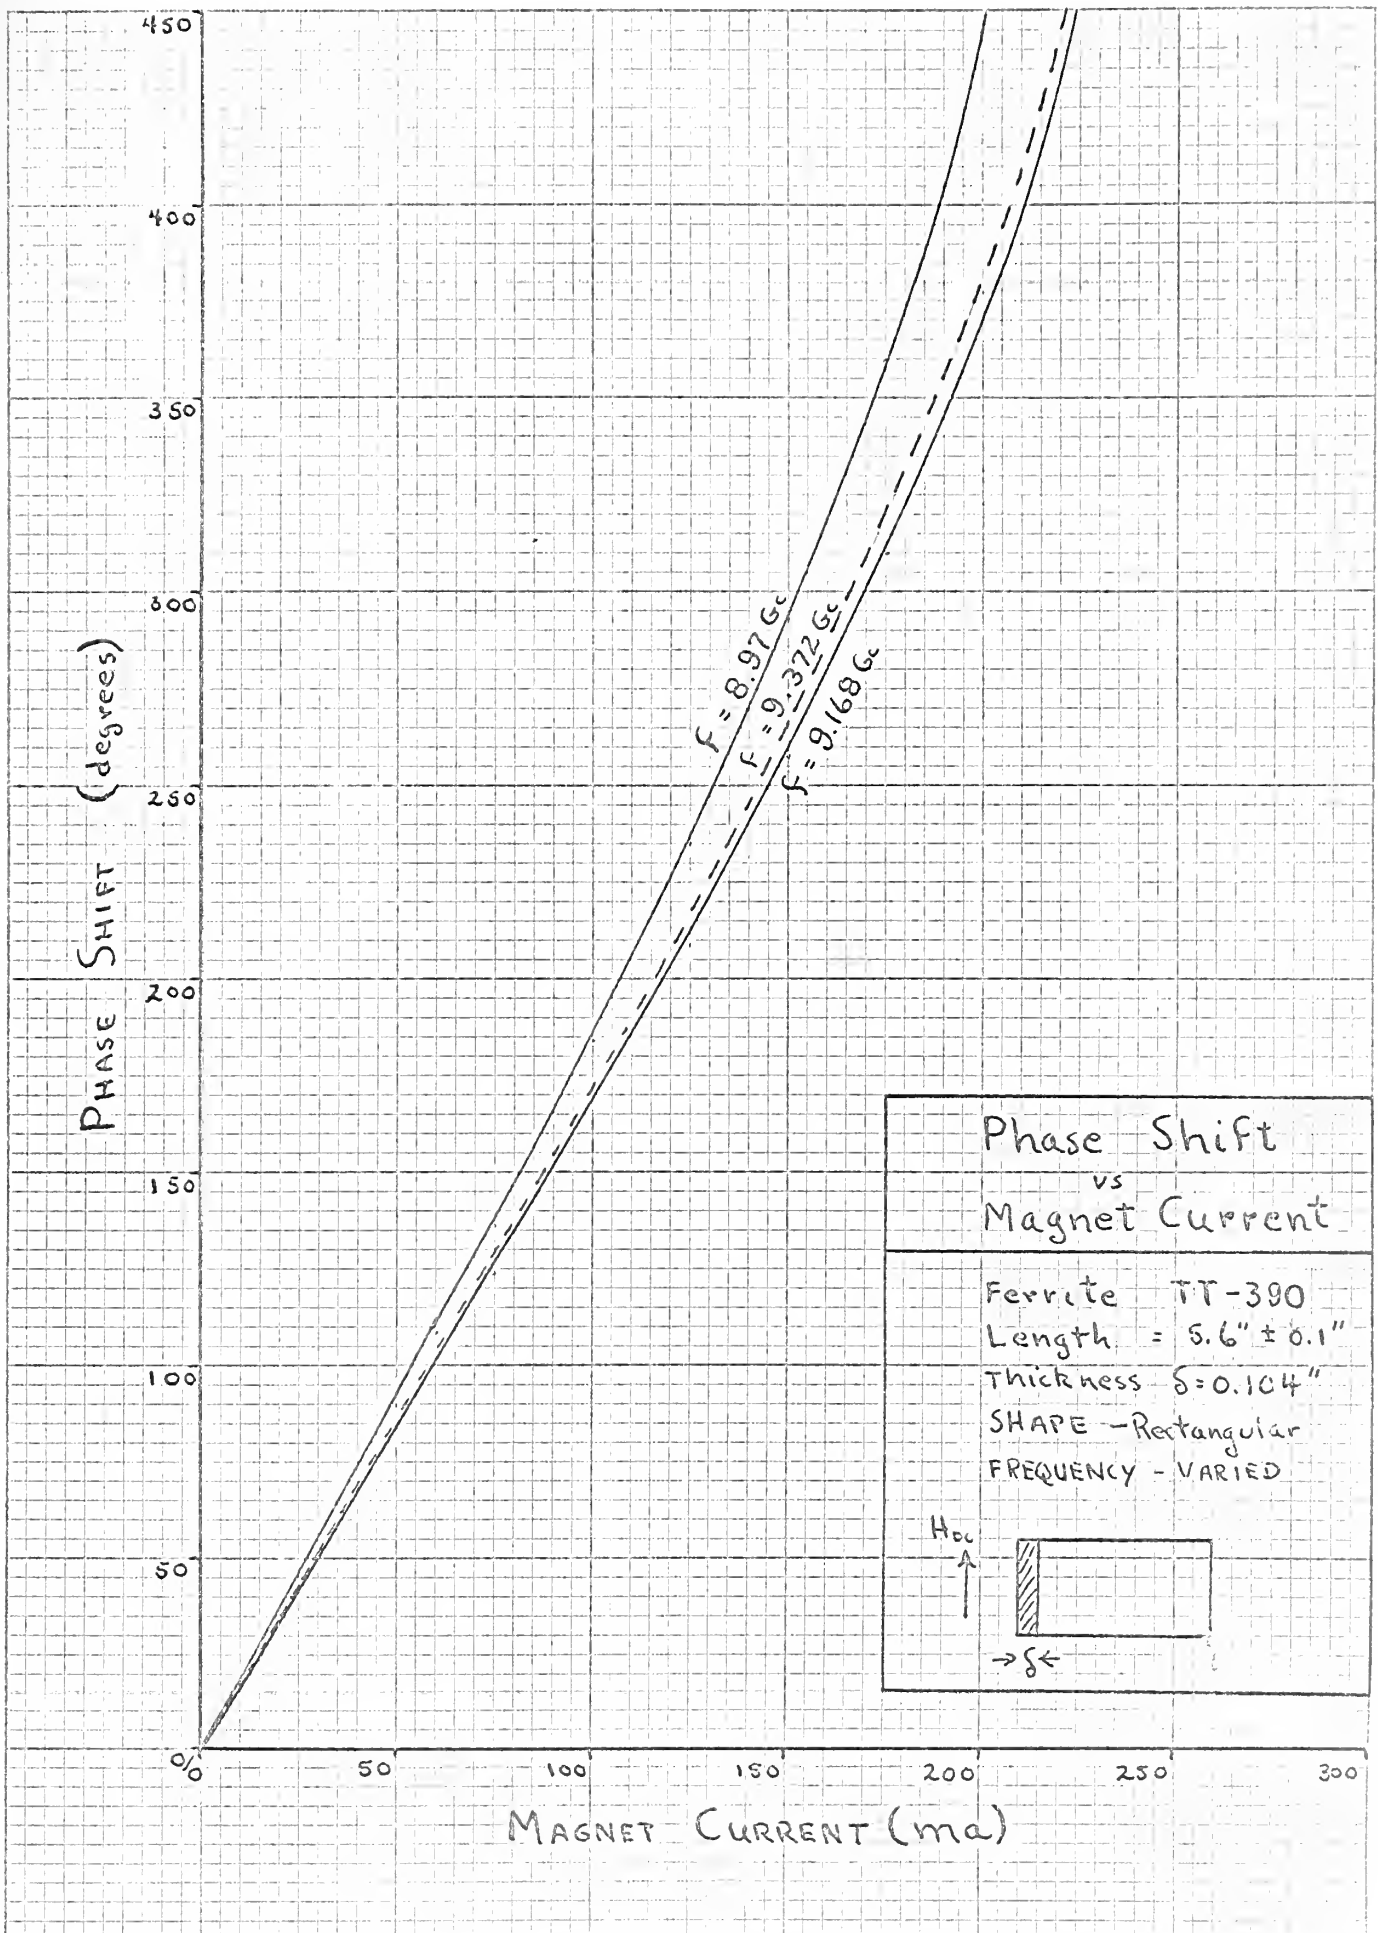 450
400
350
300
250
200
150
100
50
0/0
50
100
150
200
250
300
PHASE SHIFT (degrees)
MAGNET CURRENT (ma)
F = 8.97 Gc
F = 9.372 Gc
F = 9.168 Gc
Phase Shift
vs
Magnet Current
Ferrite TT-390
Length = 5.6" ± 0.1"
Thickness δ=0.104"
SHAPE - Rectangular
FREQUENCY - VARIED
H DC
→δ←